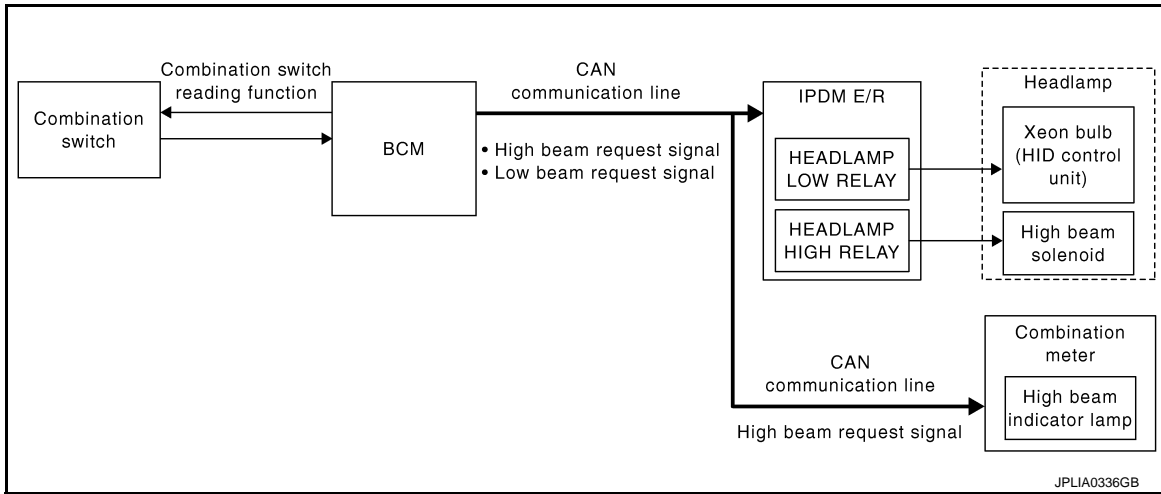 Combination switch
reading function
Combination
switch
BCM
CAN
communication line
• High beam request signal
• Low beam request signal
IPDM E/R
HEADLAMP
LOW RELAY
HEADLAMP
HIGH RELAY
Headlamp
Xeon bulb
(HID control
unit)
High beam
solenoid
CAN
communication line
High beam request signal
Combination
meter
High beam
indicator lamp
JPLIA0336GB